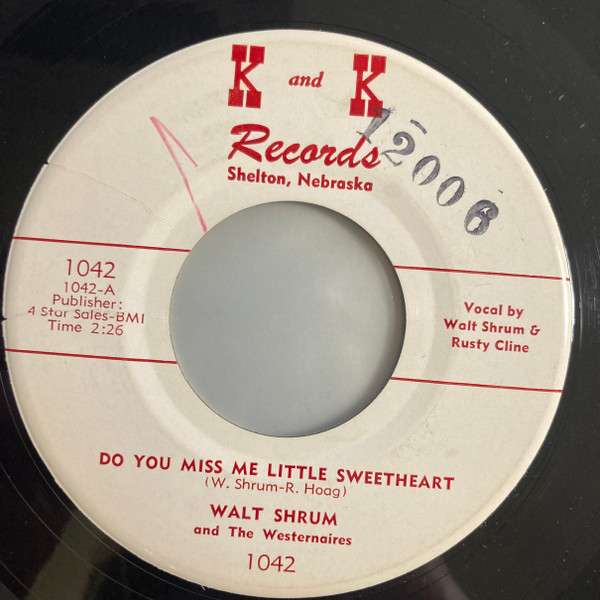 K and K
Records
Shelton, Nebraska
12006
1042
1042-A
Publisher:
4 Star Sales-BMI
Time 2:26
Vocal by
Walt Shrum &
Rusty Cline
DO YOU MISS ME LITTLE SWEETHEART
(W. Shrum-R. Hoag)
WALT SHRUM
and The Westernaires
1042